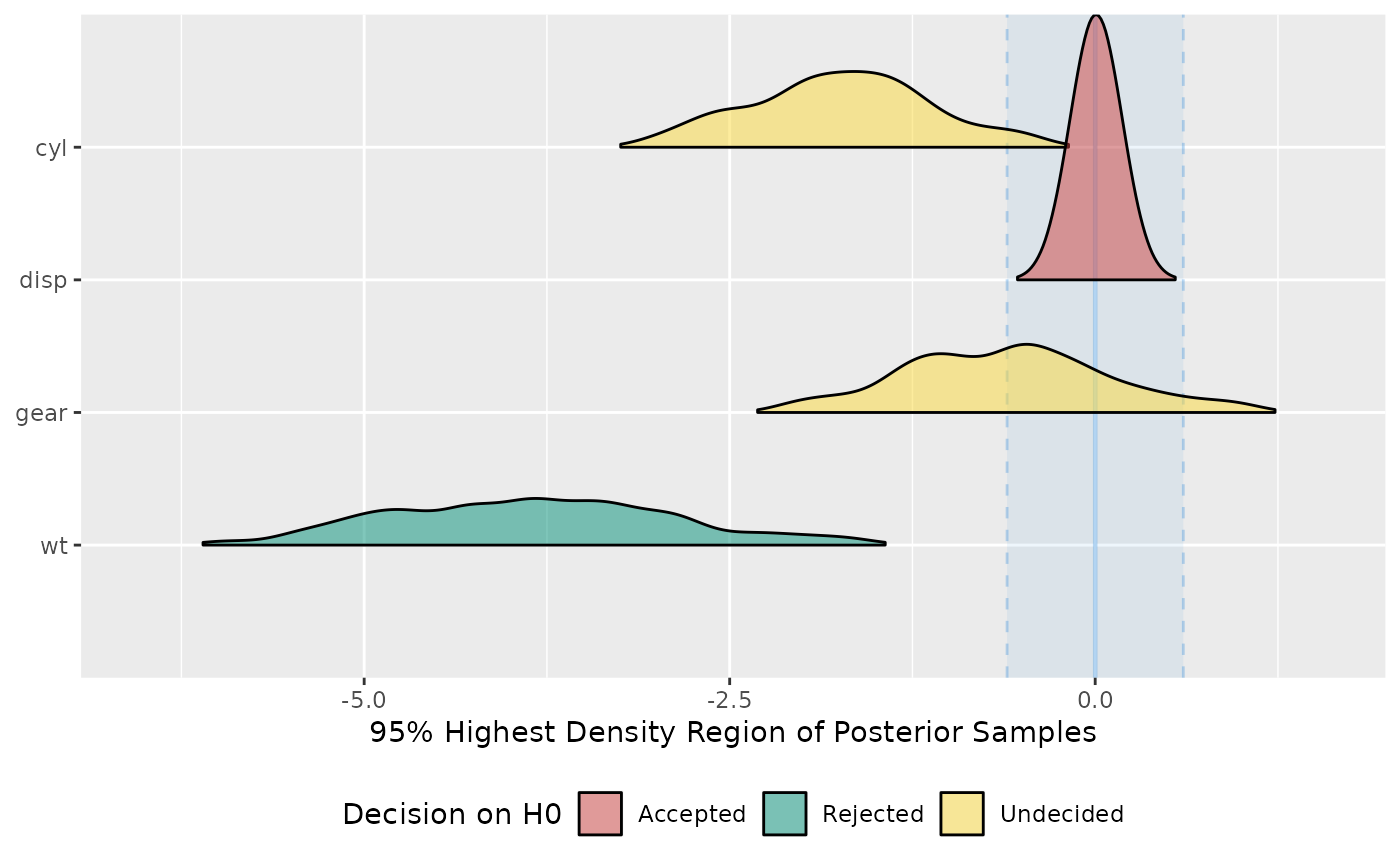 cyl
disp
gear
wt
-5.0 -2.5 0.0
95% Highest Density Region of Posterior Samples
Decision on H0 Accepted Rejected Undecided